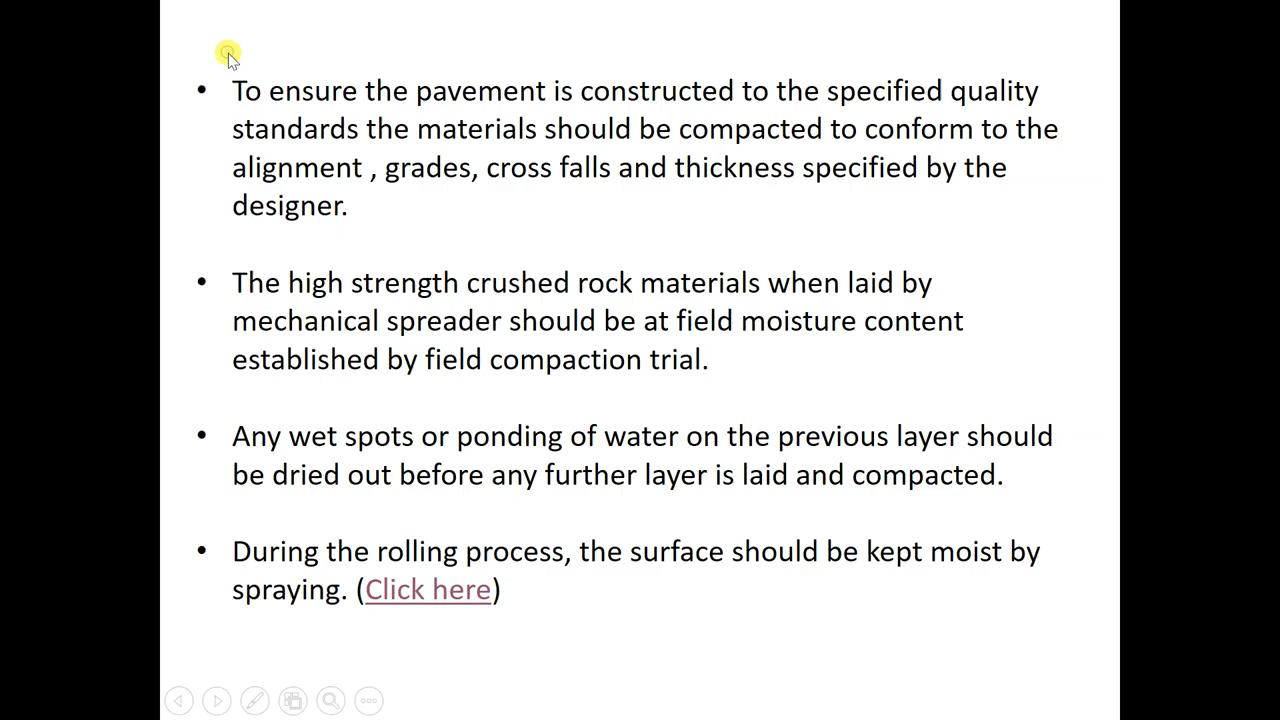 • To ensure the pavement is constructed to the specified quality
standards the materials should be compacted to conform to the
alignment , grades, cross falls and thickness specified by the
designer.
• The high strength crushed rock materials when laid by
mechanical spreader should be at field moisture content
established by field compaction trial.
• Any wet spots or ponding of water on the previous layer should
be dried out before any further layer is laid and compacted.
• During the rolling process, the surface should be kept moist by
spraying. (Click here)